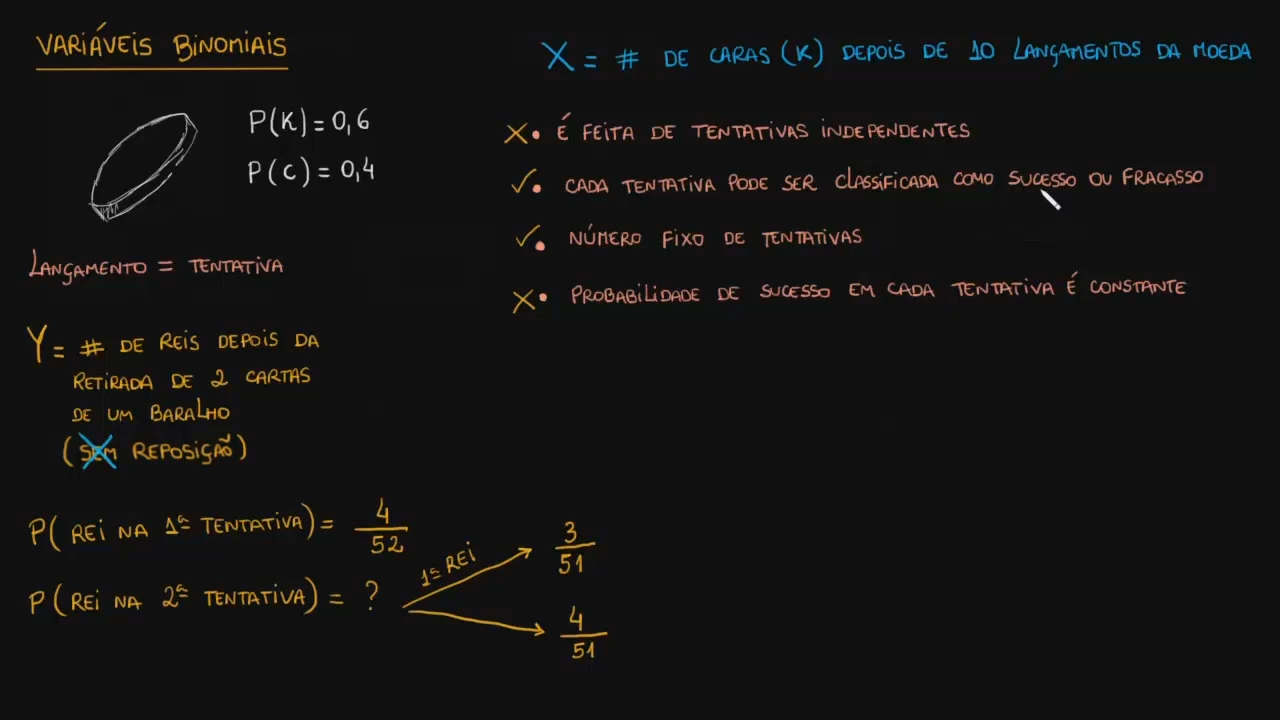 VARIÁVEIS BINOMIAIS
X = # DE CARAS (K) DEPOIS DE 10 LANÇAMENTOS DA MOEDA
P(K) = 0,6
P(C) = 0,4
LANÇAMENTO = TENTATIVA
X • É FEITA DE TENTATIVAS INDEPENDENTES
✓ • CADA TENTATIVA PODE SER CLASSIFICADA COMO SUCESSO OU FRACASSO
✓ • NÚMERO FIXO DE TENTATIVAS
X • PROBABILIDADE DE SUCESSO EM CADA TENTATIVA É CONSTANTE
Y = # DE REIS DEPOIS DA
RETIRADA DE 2 CARTAS
DE UM BARALHO
(SEM REPOSIÇÃO)
P(REI NA 1ª TENTATIVA) = 4/52
P(REI NA 2ª TENTATIVA) = ?
1º REI
3/51
4/51